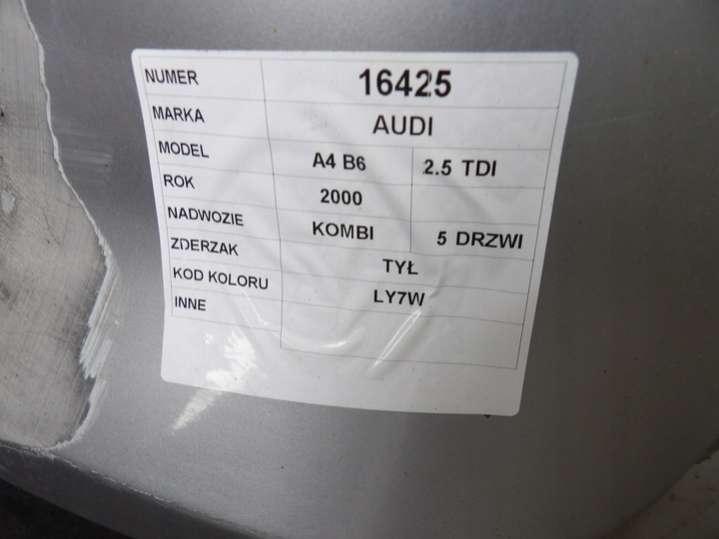 NUMER 16425
MARKA AUDI
MODEL A4 B6 2.5 TDI
ROK 2000
NADWOZIE KOMBI 5 DRZWI
ZDERZAK TYŁ
KOD KOLORU LY7W
INNE